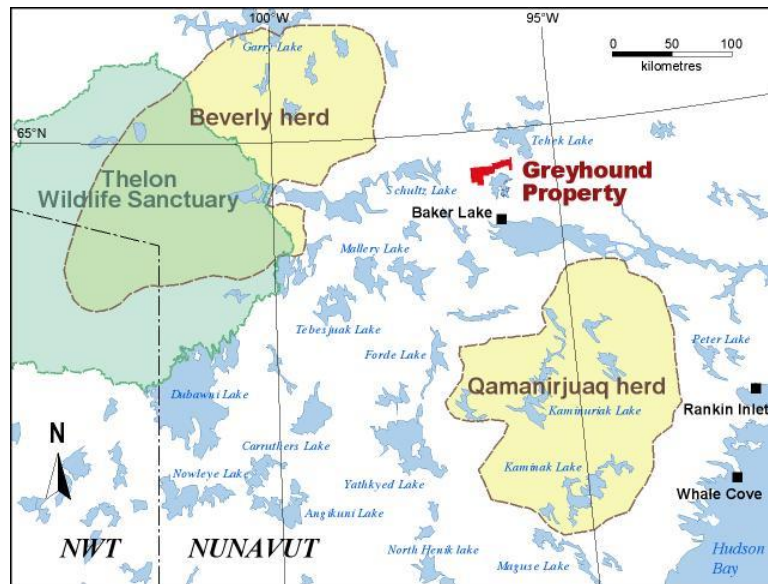 100°W
95°W
0 50 100
kilometres
Garry Lake
Beverly herd
65°N
Tehek Lake
Thelon
Wildlife Sanctuary
Schultz Lake
Greyhound
Property
Baker Lake
Mallery Lake
Tebesjuak Lake
Forde Lake
Peter Lake
Qamanirjuaq herd
Dubawni Lake
Kaminuriak Lake
Rankin Inlet
N
Carruthers Lake
Nowleye Lake
Yathkyed Lake
Kaminak Lake
Whale Cove
Angikuni Lake
NWT
NUNAVUT
North Henik lake
Maguse Lake
Hudson
Bay